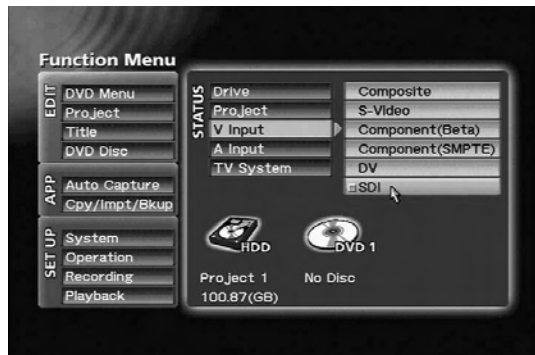 Function Menu
EDIT
DVD Menu
Project
Title
DVD Disc
APP
Auto Capture
Cpy/Impt/Bkup
SET UP
System
Operation
Recording
Playback
STATUS
Drive
Project
V Input
A Input
TV System
Composite
S-Video
Component(Beta)
Component(SMPTE)
DV
SDI
HDD
DVD 1
Project 1
No Disc
100.87(GB)